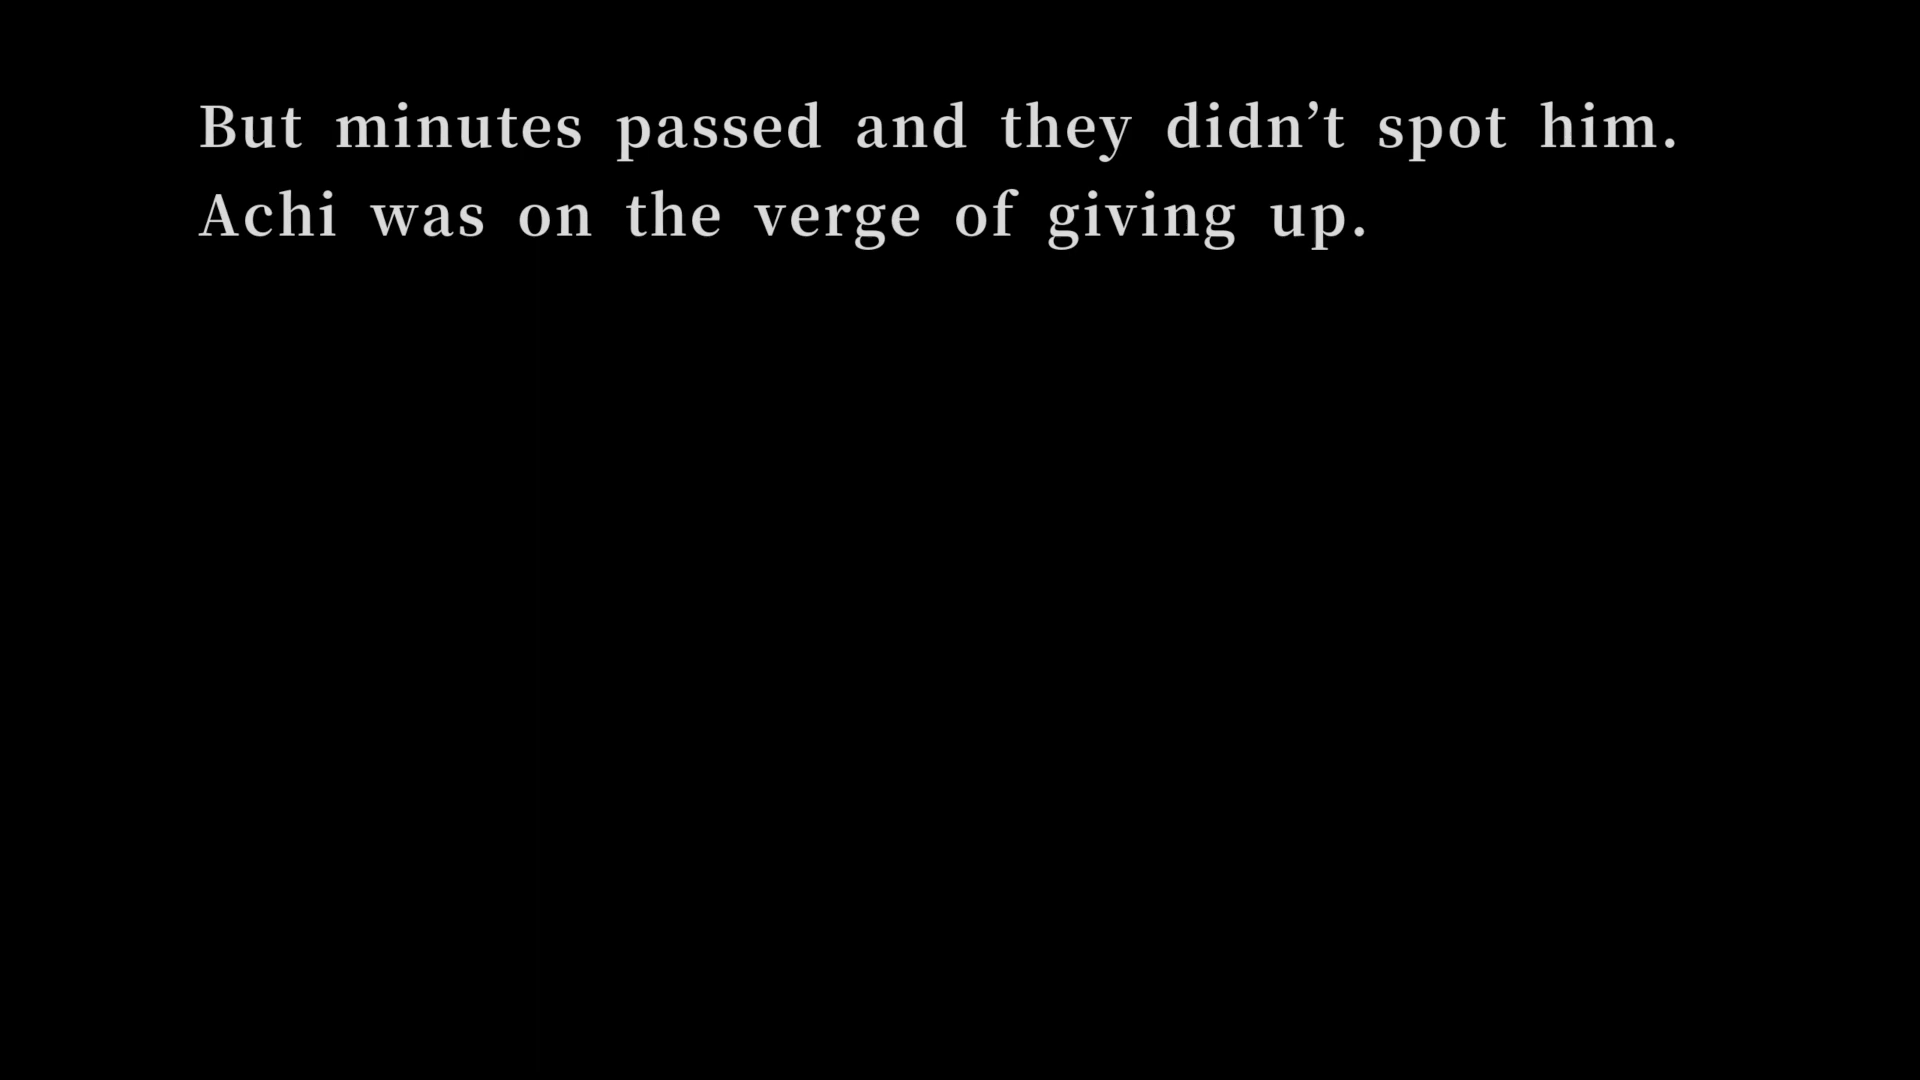 But minutes passed and they didn’t spot him.
Achi was on the verge of giving up.